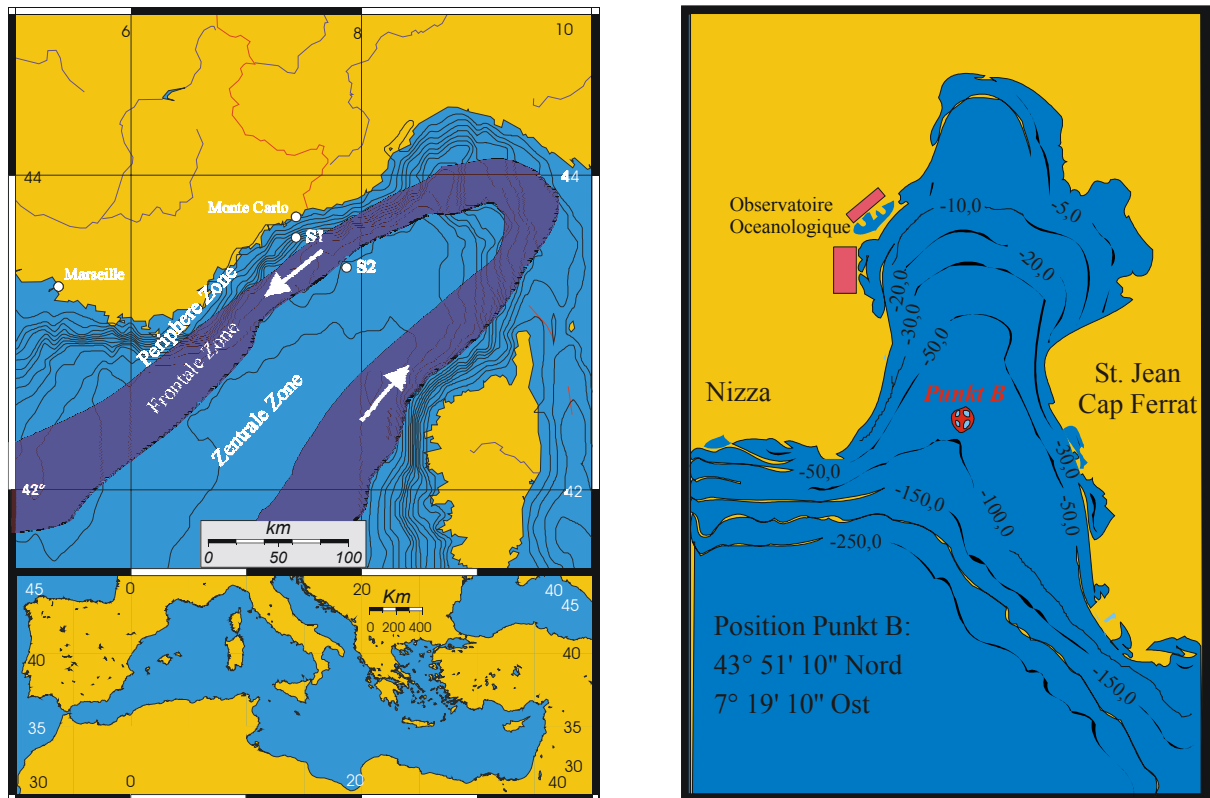 6
8
10
44
44
Monte Carlo
S1
S2
Marseille
Periphere Zone
Frontale Zone
Zentrale Zone
42°
42
km
0 50 100
45
0
20
40
45
Km
0 200 400
40
40
35
35
30
0
20
40
30
Observatoire
Oceanologique
-10,0
-5,0
-20,0
-20,0
-30,0
-50,0
Nizza
Punkt B
St. Jean
Cap Ferrat
-50,0
-30,0
-150,0
-100,0
-50,0
-250,0
-150,0
Position Punkt B:
43° 51' 10" Nord
7° 19' 10" Ost